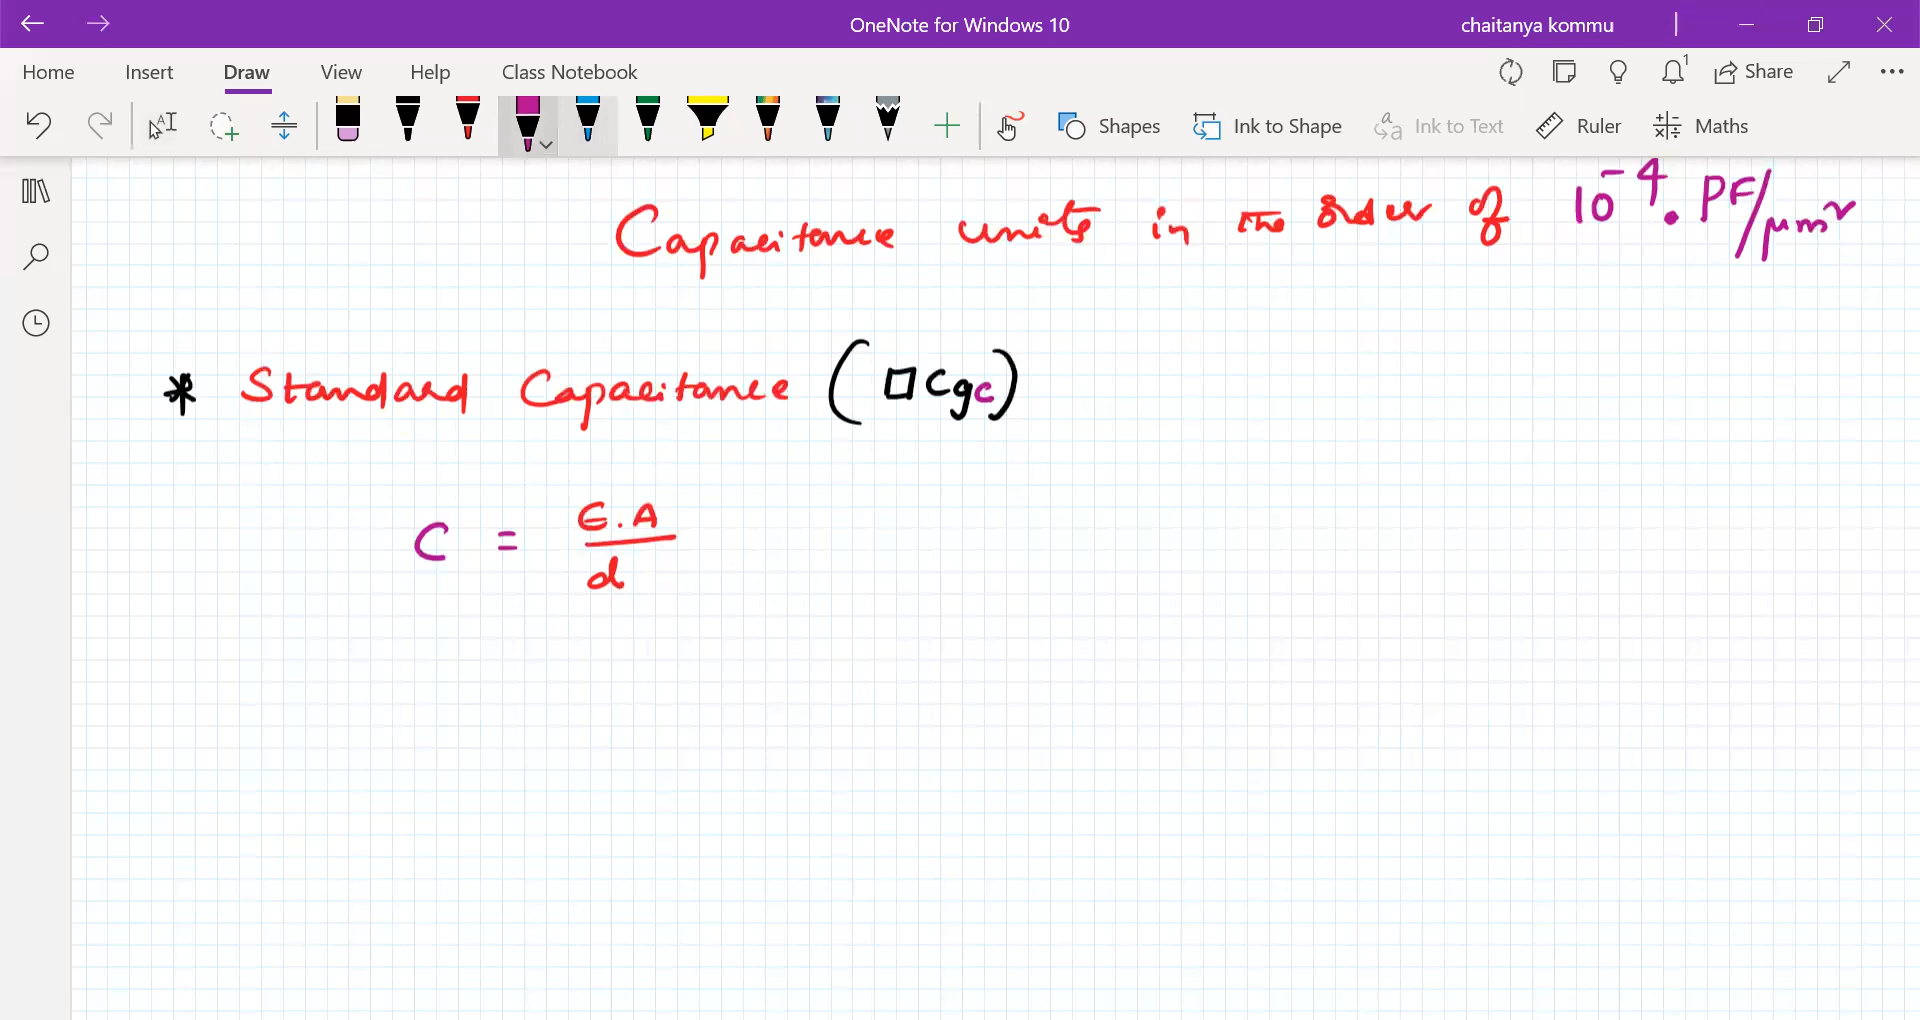 OneNote for Windows 10
chaitanya kommu
Home Insert Draw View Help Class Notebook
1 Share
Shapes Ink to Shape Ink to Text Ruler Maths
Capacitance units in the order of 10⁻⁴. PF/μm²
* Standard Capacitance (□Cgc)
C = ϵ.A/d